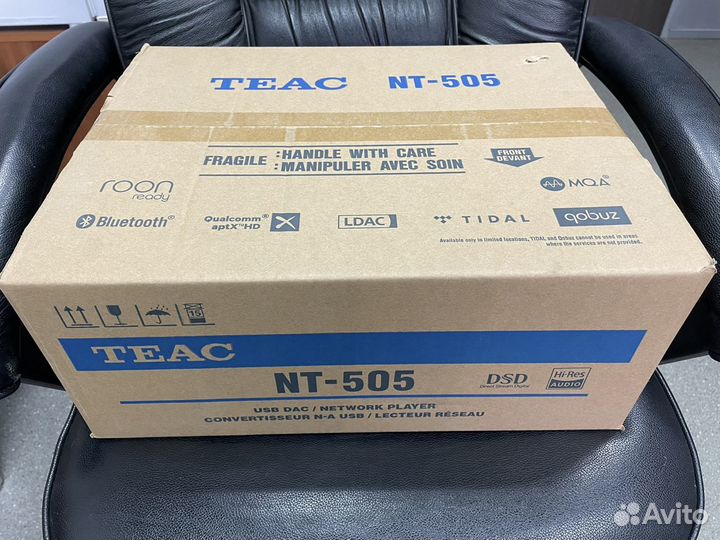 TEAC NT-505
FRAGILE : HANDLE WITH CARE
: MANIPULER AVEC SOIN
FRONT
DEVANT
roon
ready
MQA
Bluetooth®
Qualcomm®
aptX™HD
LDAC
TIDAL
qobuz
Available only in limited locations, TIDAL and Qobuz cannot be used in areas
where the services are not provided.
16
TEAC
NT-505
DSD
Direct Stream Digital
Hi-Res
AUDIO
USB DAC / NETWORK PLAYER
CONVERTISSEUR N-A USB / LECTEUR RÉSEAU
Avito